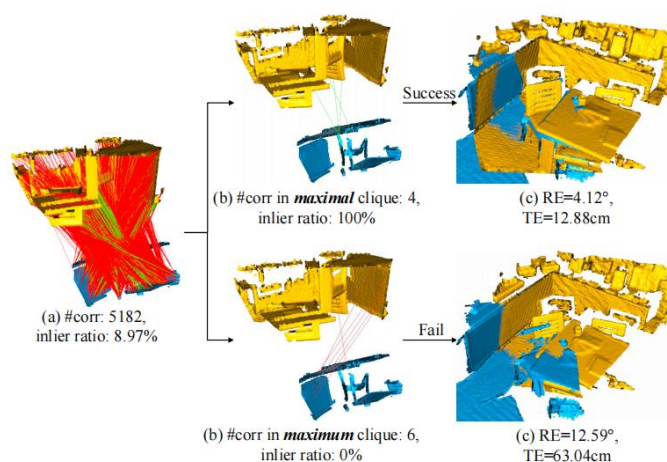 Success
(b) #corr in maximal clique: 4,
inlier ratio: 100%
(c) RE=4.12°,
TE=12.88cm
(a) #corr: 5182,
inlier ratio: 8.97%
Fail
(b) #corr in maximum clique: 6,
inlier ratio: 0%
(c) RE=12.59°,
TE=63.04cm